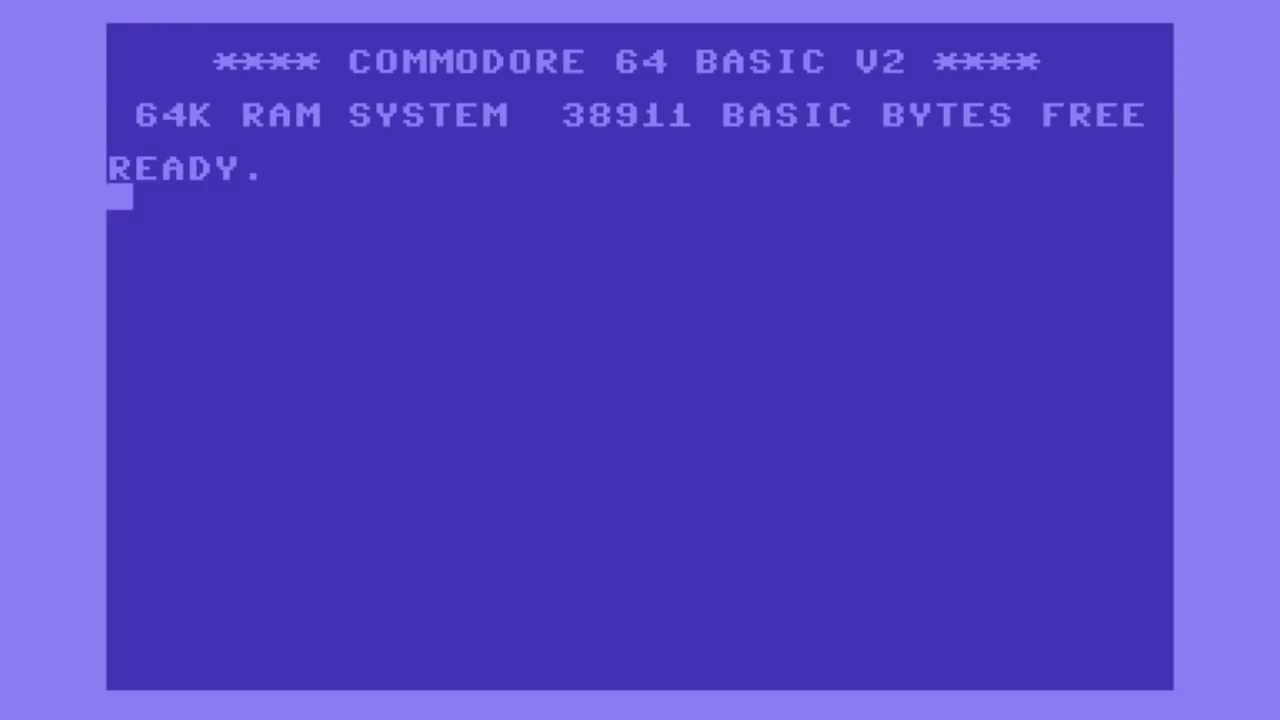 **** COMMODORE 64 BASIC V2 ****
64K RAM SYSTEM  38911 BASIC BYTES FREE
READY.